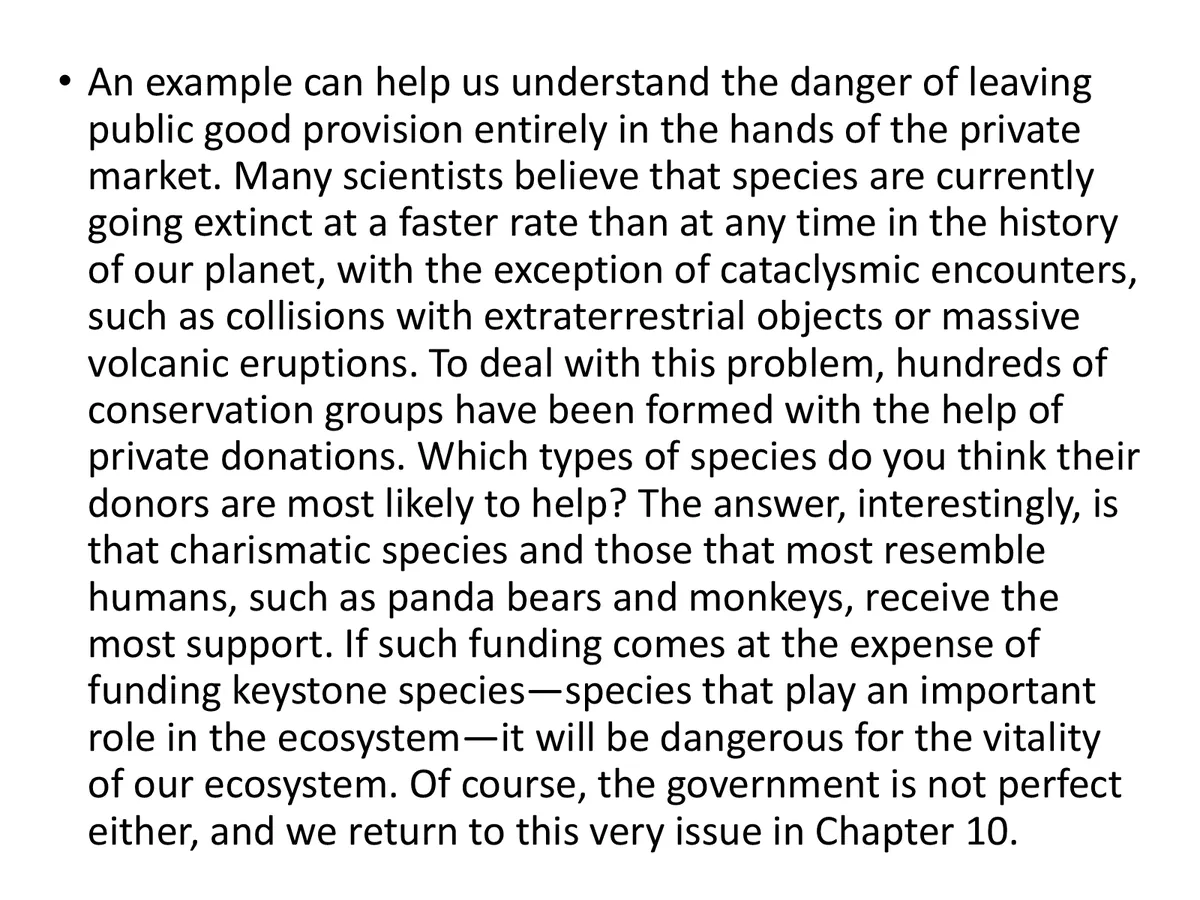 • An example can help us understand the danger of leaving
public good provision entirely in the hands of the private
market. Many scientists believe that species are currently
going extinct at a faster rate than at any time in the history
of our planet, with the exception of cataclysmic encounters,
such as collisions with extraterrestrial objects or massive
volcanic eruptions. To deal with this problem, hundreds of
conservation groups have been formed with the help of
private donations. Which types of species do you think their
donors are most likely to help? The answer, interestingly, is
that charismatic species and those that most resemble
humans, such as panda bears and monkeys, receive the
most support. If such funding comes at the expense of
funding keystone species—species that play an important
role in the ecosystem—it will be dangerous for the vitality
of our ecosystem. Of course, the government is not perfect
either, and we return to this very issue in Chapter 10.